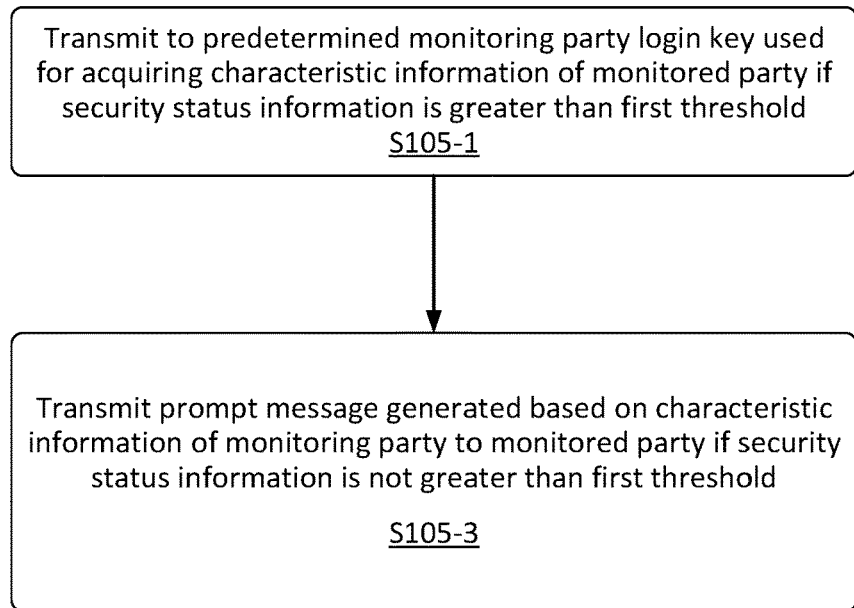 Transmit to predetermined monitoring party login key used
for acquiring characteristic information of monitored party if
security status information is greater than first threshold
S105-1
Transmit prompt message generated based on characteristic
information of monitoring party to monitored party if security
status information is not greater than first threshold
S105-3